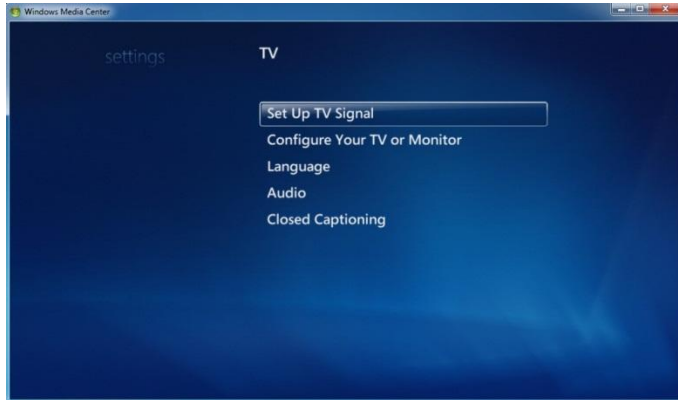 Windows Media Center
settings
TV
Set Up TV Signal
Configure Your TV or Monitor
Language
Audio
Closed Captioning